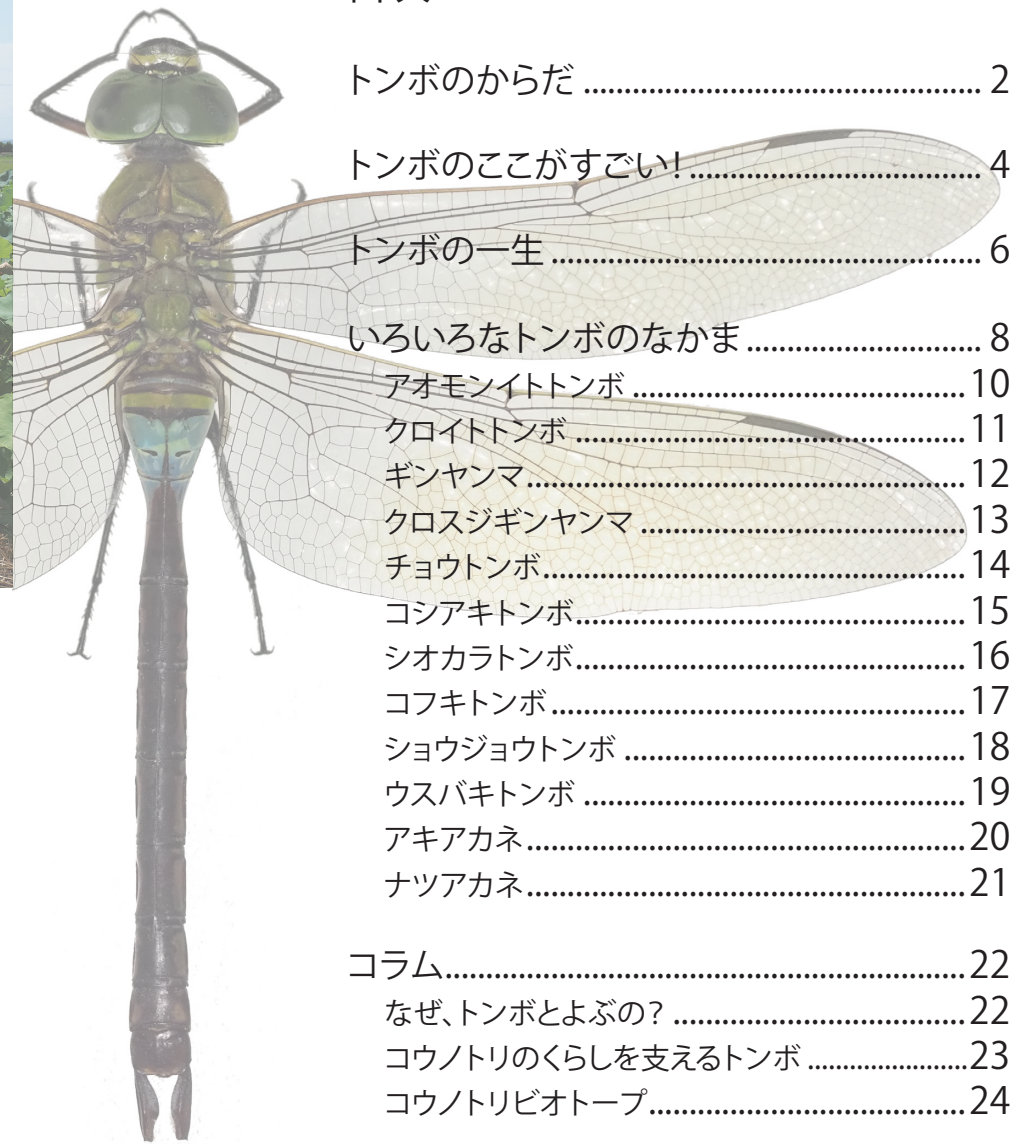 トンボのからだ ................................................ 2
トンボのここがすごい! ................................... 4
トンボの一生 .................................................... 6
いろいろなトンボのなかま ............................ 8
アオモンイトトンボ ........................................ 10
クロイトトンボ ............................................... 11
ギンヤンマ ..................................................... 12
クロスジギンヤンマ ....................................... 13
チョウトンボ ................................................... 14
コシアキトンボ ............................................... 15
シオカラトンボ ............................................... 16
コフキトンボ ................................................... 17
ショウジョウトンボ ......................................... 18
ウスバキトンボ .............................................. 19
アキアカネ ..................................................... 20
ナツアカネ ..................................................... 21
コラム ............................................................... 22
なぜ、トンボとよぶの? ................................... 22
コウノトリのくらしを支えるトンボ ....................... 23
コウノトリビオトープ ...................................... 24